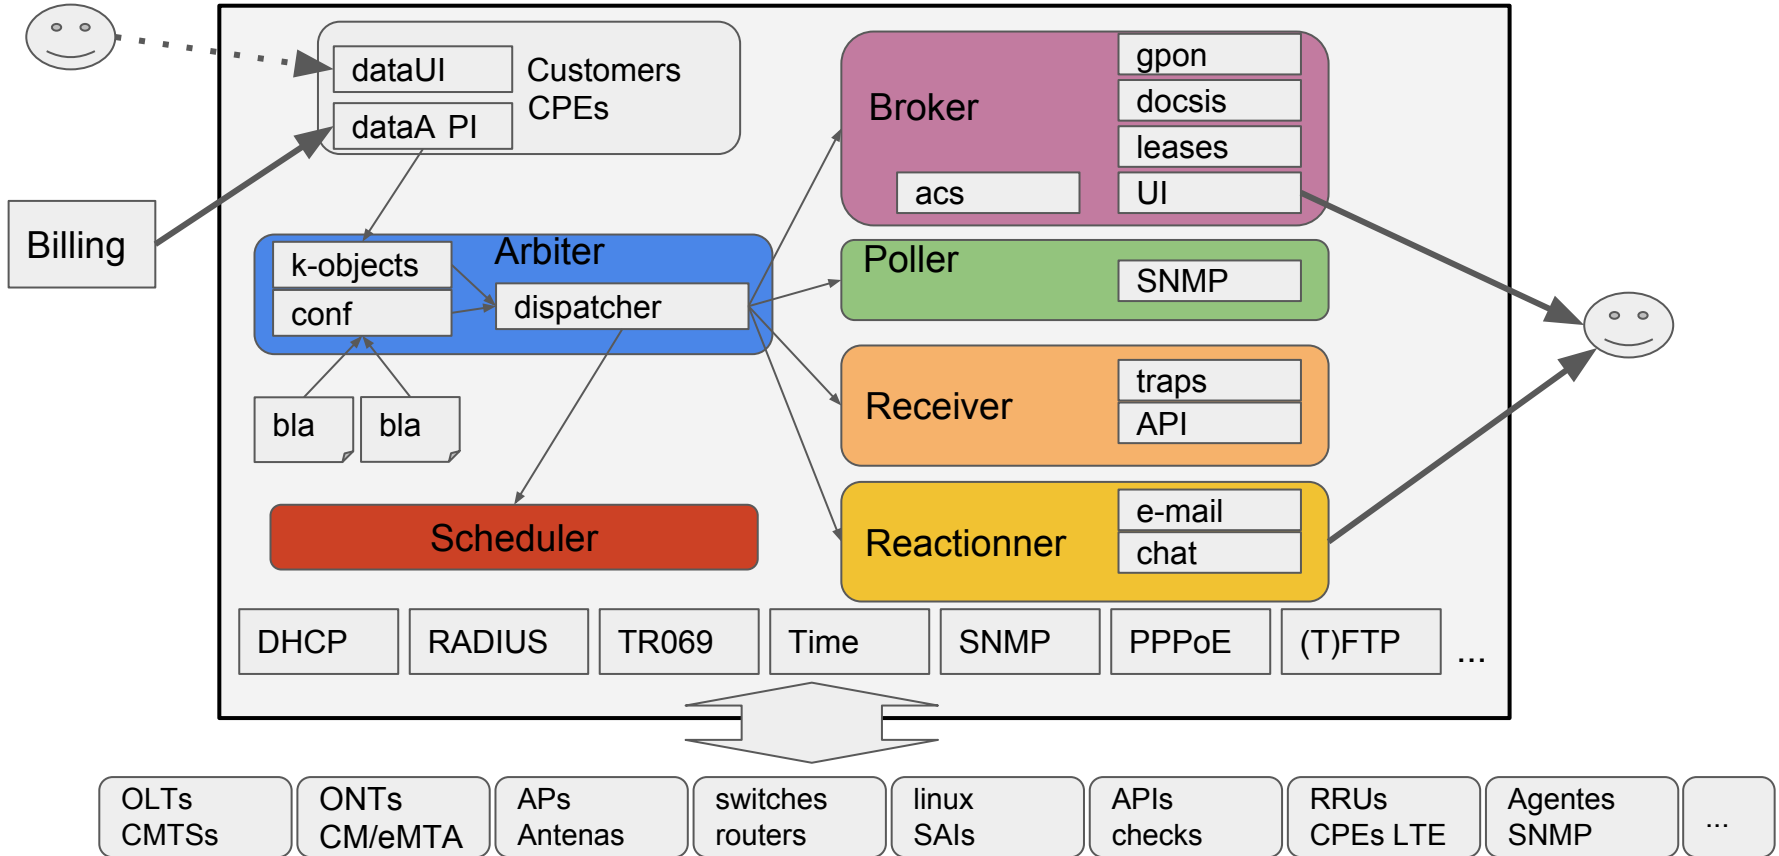 dataUI
Customers
CPEs
dataA PI
Billing
Arbiter
k-objects
conf
dispatcher
bla
bla
Scheduler
Broker
gpon
docsis
leases
acs
UI
Poller
SNMP
Receiver
traps
API
Reactionner
e-mail
chat
DHCP
RADIUS
TR069
Time
SNMP
PPPoE
(T)FTP
...
OLTs
CMTSs
ONTs
CM/eMTA
APs
Antenas
switches
routers
linux
SAIs
APIs
checks
RRUs
CPEs LTE
Agentes
SNMP
...